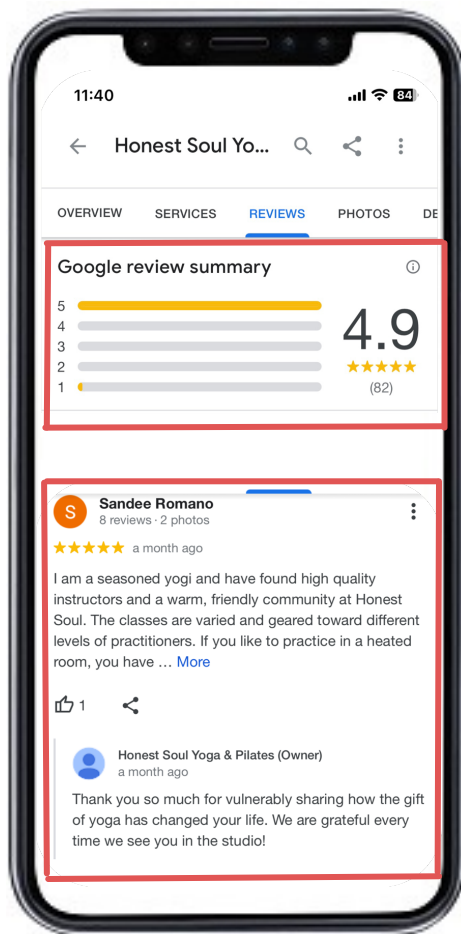 11:40 84
Honest Soul Yo...
OVERVIEW SERVICES REVIEWS PHOTOS DE
Google review summary
5
4
3
2
1
4.9
(82)
S
Sandee Romano
8 reviews · 2 photos
a month ago
I am a seasoned yogi and have found high quality
instructors and a warm, friendly community at Honest
Soul. The classes are varied and geared toward different
levels of practitioners. If you like to practice in a heated
room, you have … More
1
Honest Soul Yoga & Pilates (Owner)
a month ago
Thank you so much for vulnerably sharing how the gift
of yoga has changed your life. We are grateful every
time we see you in the studio!